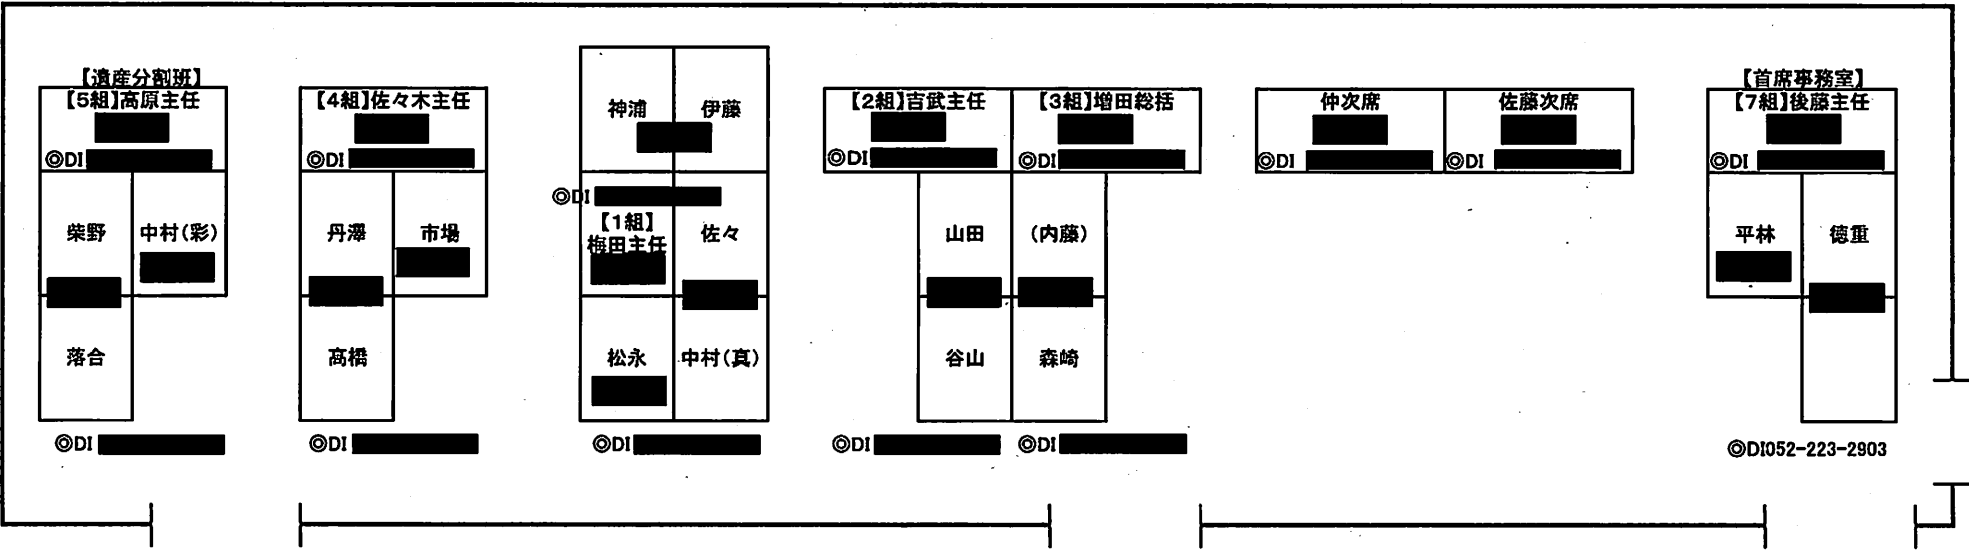 【遺産分割班】
【5組】高原主任
◎DI
柴野
中村(彩)
落合
◎DI
【4組】佐々木主任
◎DI
丹澤
市場
高橋
◎DI
神浦
伊藤
◎DI
【1組】
梅田主任
佐々
松永
中村(真)
◎DI
【2組】吉武主任
◎DI
【3組】増田総括
◎DI
山田
(内藤)
谷山
森崎
◎DI
◎DI
仲次席
◎DI
佐藤次席
◎DI
【首席事務室】
【7組】後藤主任
◎DI
平林
徳重
◎DI052-223-2903